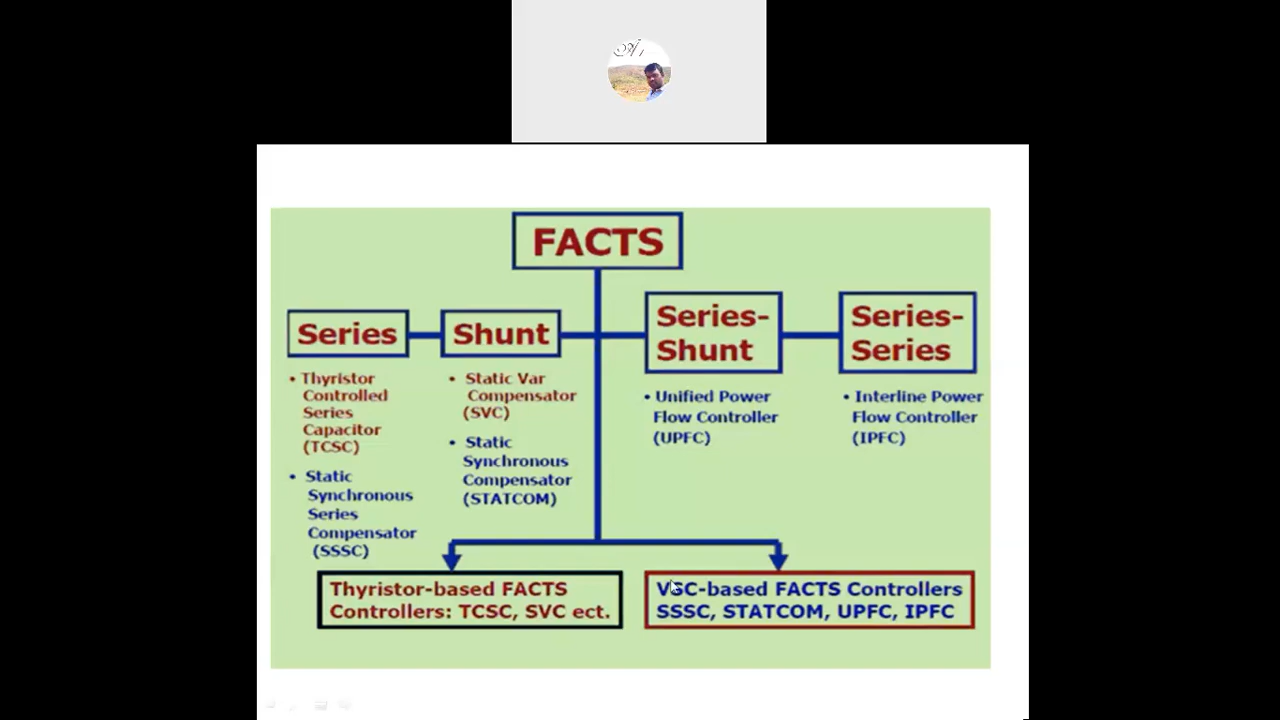 FACTS
Series
Shunt
Series-
Shunt
Series-
Series
• Thyristor
Controlled
Series
Capacitor
(TCSC)
• Static
Synchronous
Series
Compensator
(SSSC)
• Static Var
Compensator
(SVC)
• Static
Synchronous
Compensator
(STATCOM)
• Unified Power
Flow Controller
(UPFC)
• Interline Power
Flow Controller
(IPFC)
Thyristor-based FACTS
Controllers: TCSC, SVC ect.
VSC-based FACTS Controllers
SSSC, STATCOM, UPFC, IPFC